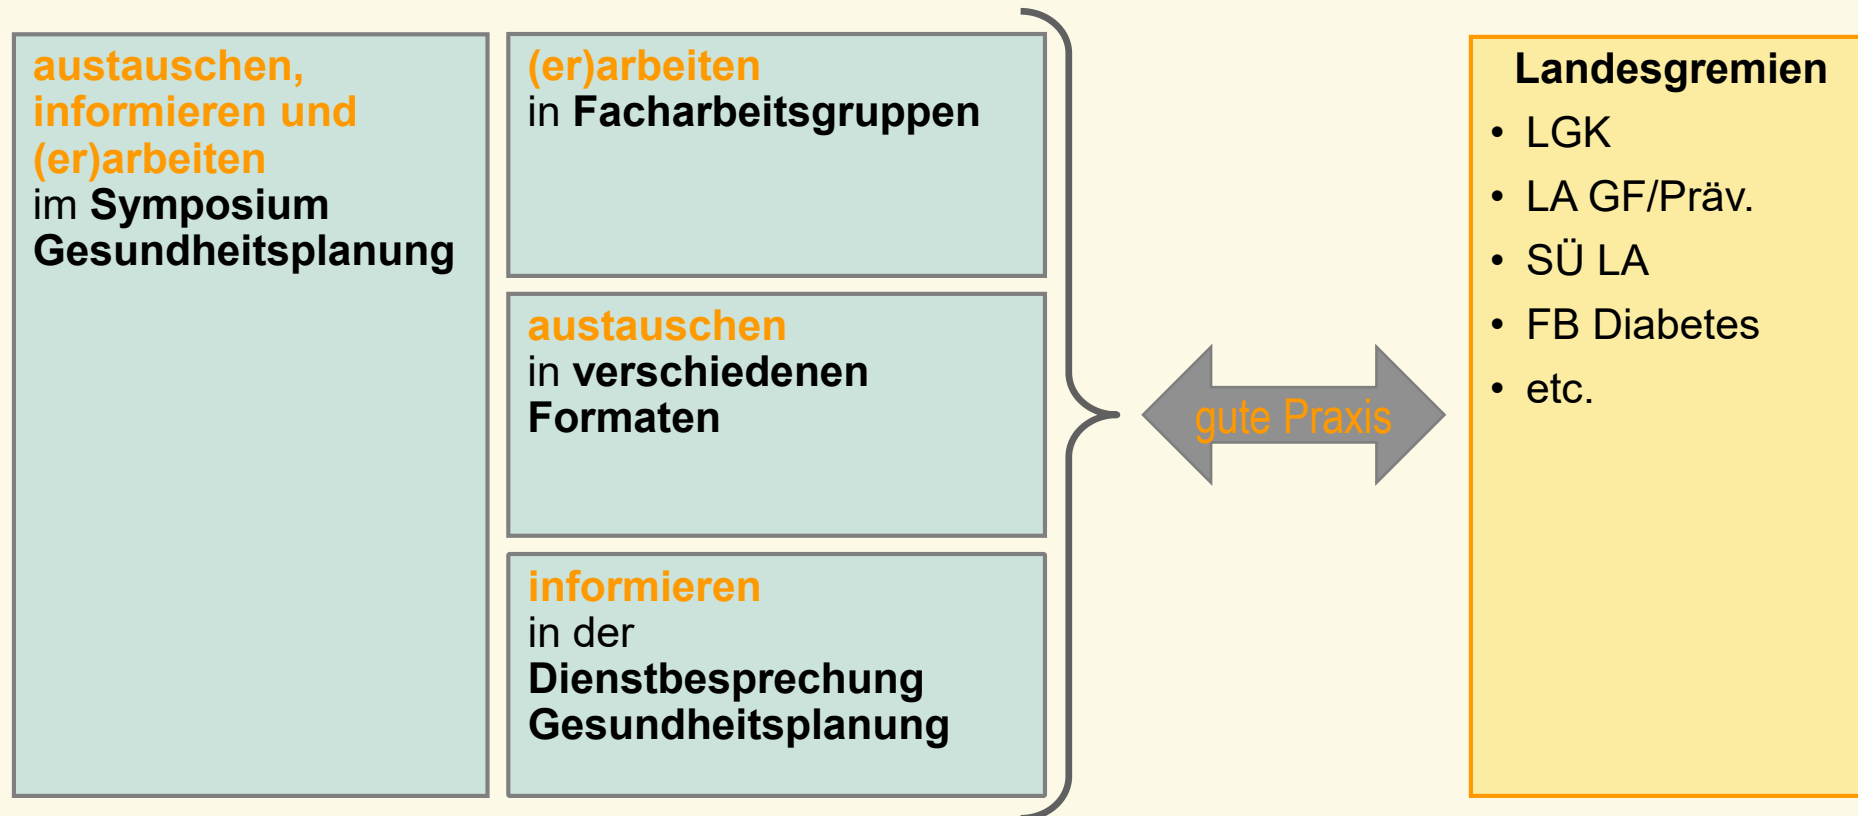 austauschen,
informieren und
(er)arbeiten
im Symposium
Gesundheitsplanung
(er)arbeiten
in Facharbeitsgruppen
austauschen
in verschiedenen
Formaten
informieren
in der
Dienstbesprechung
Gesundheitsplanung
gute Praxis
Landesgremien
• LGK
• LA GF/Präv.
• SÜ LA
• FB Diabetes
• etc.